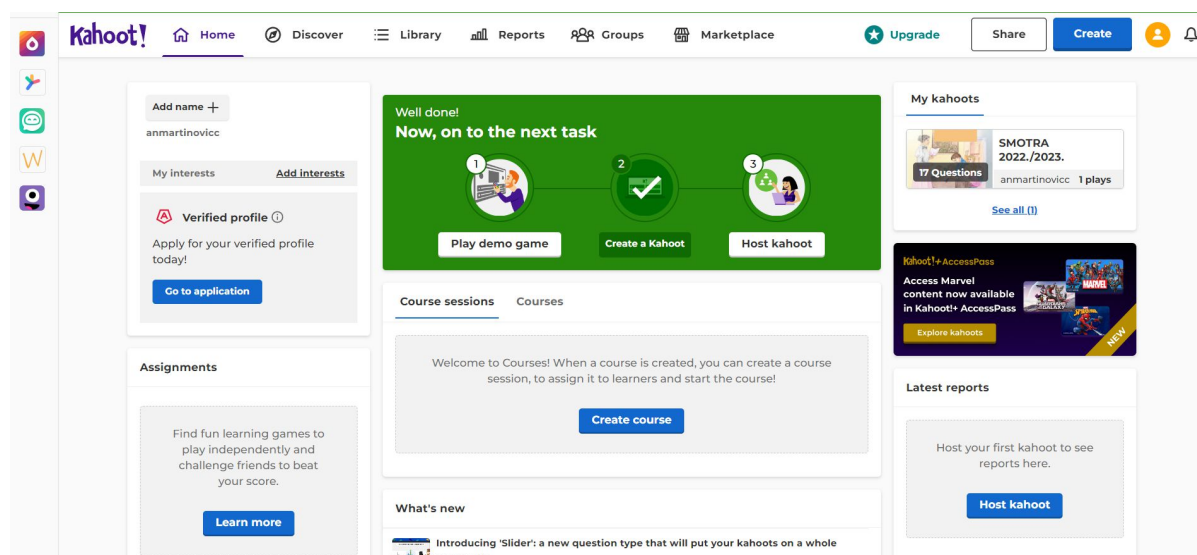 Kahoot!
Home
Discover
Library
Reports
Groups
Marketplace
Upgrade
Share
Create
Add name +
anmartinovicc
My interests
Add interests
Verified profile
Apply for your verified profile
today!
Go to application
Assignments
Find fun learning games to
play independently and
challenge friends to beat
your score.
Learn more
Well done!
Now, on to the next task
1
2
3
Play demo game
Create a Kahoot
Host kahoot
Course sessions
Courses
Welcome to Courses! When a course is created, you can create a course
session, to assign it to learners and start the course!
Create course
What's new
Introducing 'Slider': a new question type that will put your kahoots on a whole
My kahoots
17 Questions
SMOTRA
2022./2023.
anmartinovicc 1 plays
See all (1)
Kahoot!+ AccessPass
Access Marvel
content now available
in Kahoot!+ AccessPass
Explore kahoots
MARVEL
NEW
Latest reports
Host your first kahoot to see
reports here.
Host kahoot